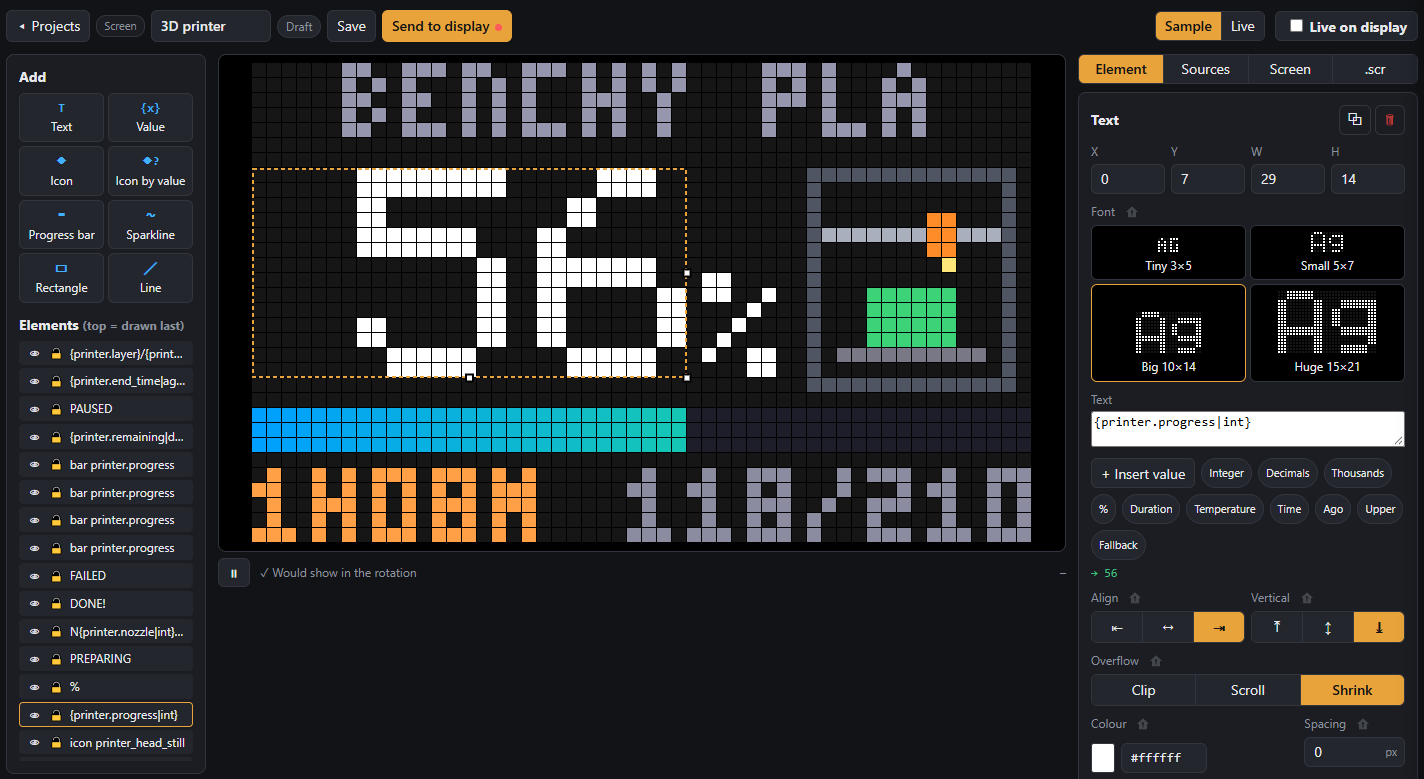 Projects
Screen
3D printer
Draft
Save
Send to display
Sample
Live
Live on display
Add
T
Text
{x}
Value
Icon
?
Icon by value
Progress bar
~
Sparkline
Rectangle
Line
Elements (top = drawn last)
{printer.layer}/{print...
{printer.end_time|ag...
PAUSED
{printer.remaining|d...
bar printer.progress
bar printer.progress
bar printer.progress
bar printer.progress
FAILED
DONE!
N{printer.nozzle|int}...
PREPARING
%
{printer.progress|int}
icon printer_head_still
BENCHY PLA
56%
1H08M 118/210
✓ Would show in the rotation
–
Element
Sources
Screen
.scr
Text
X
Y
W
H
0
7
29
14
Font
Ag
Tiny 3×5
Ag
Small 5×7
Ag
Big 10×14
Ag
Huge 15×21
Text
{printer.progress|int}
+ Insert value
Integer
Decimals
Thousands
%
Duration
Temperature
Time
Ago
Upper
Fallback
→ 56
Align
Vertical
Overflow
Clip
Scroll
Shrink
Colour
Spacing
#ffffff
0
px